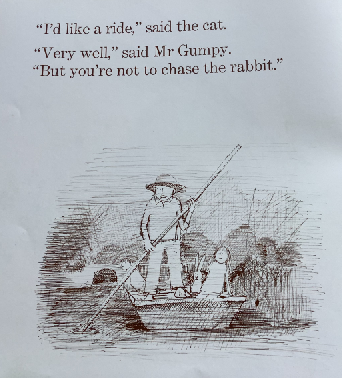 “I’d like a ride,” said the cat.
“Very well,” said Mr Gumpy.
“But you’re not to chase the rabbit.”